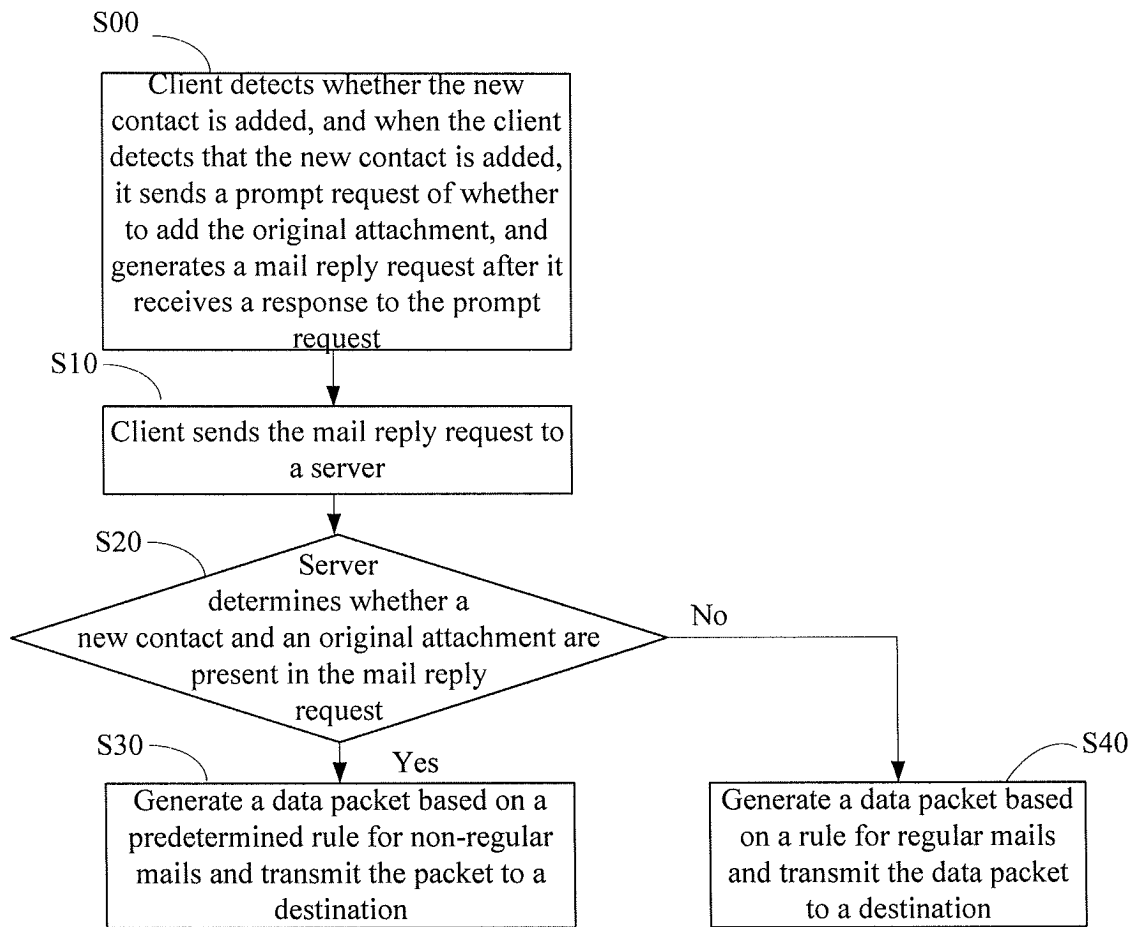 S00
Client detects whether the new
contact is added, and when the client
detects that the new contact is added,
it sends a prompt request of whether
to add the original attachment, and
generates a mail reply request after it
receives a response to the prompt
request
S10
Client sends the mail reply request to
a server
S20
Server
determines whether a
new contact and an original attachment are
present in the mail reply
request
No
S30
Yes
S40
Generate a data packet based on a
predetermined rule for non-regular
mails and transmit the packet to a
destination
Generate a data packet based
on a rule for regular mails
and transmit the data packet
to a destination